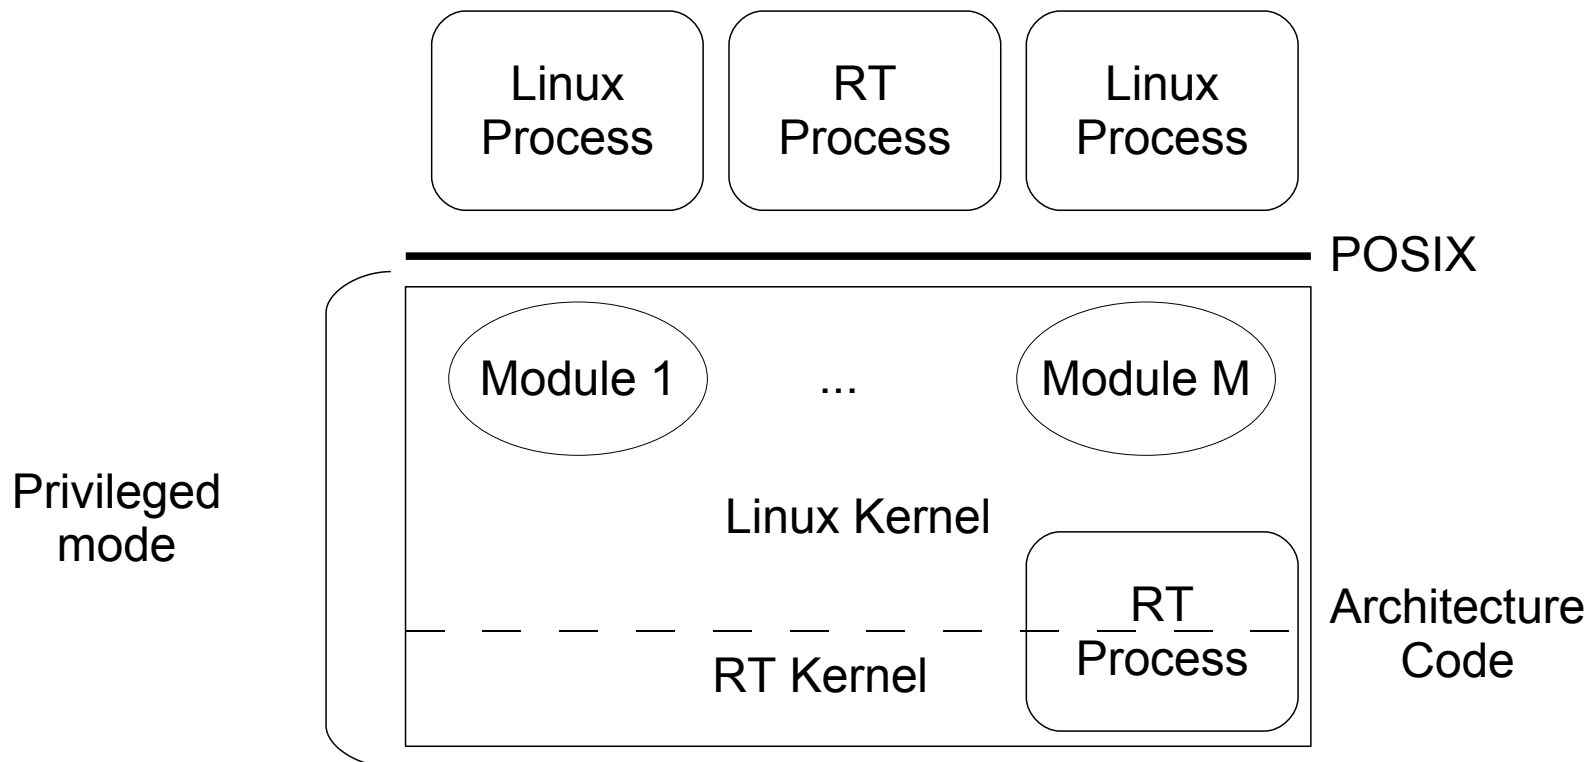 Linux
Process
RT
Process
Linux
Process
POSIX
Module 1
...
Module M
Privileged
mode
Linux Kernel
RT
Process
Architecture
Code
RT Kernel